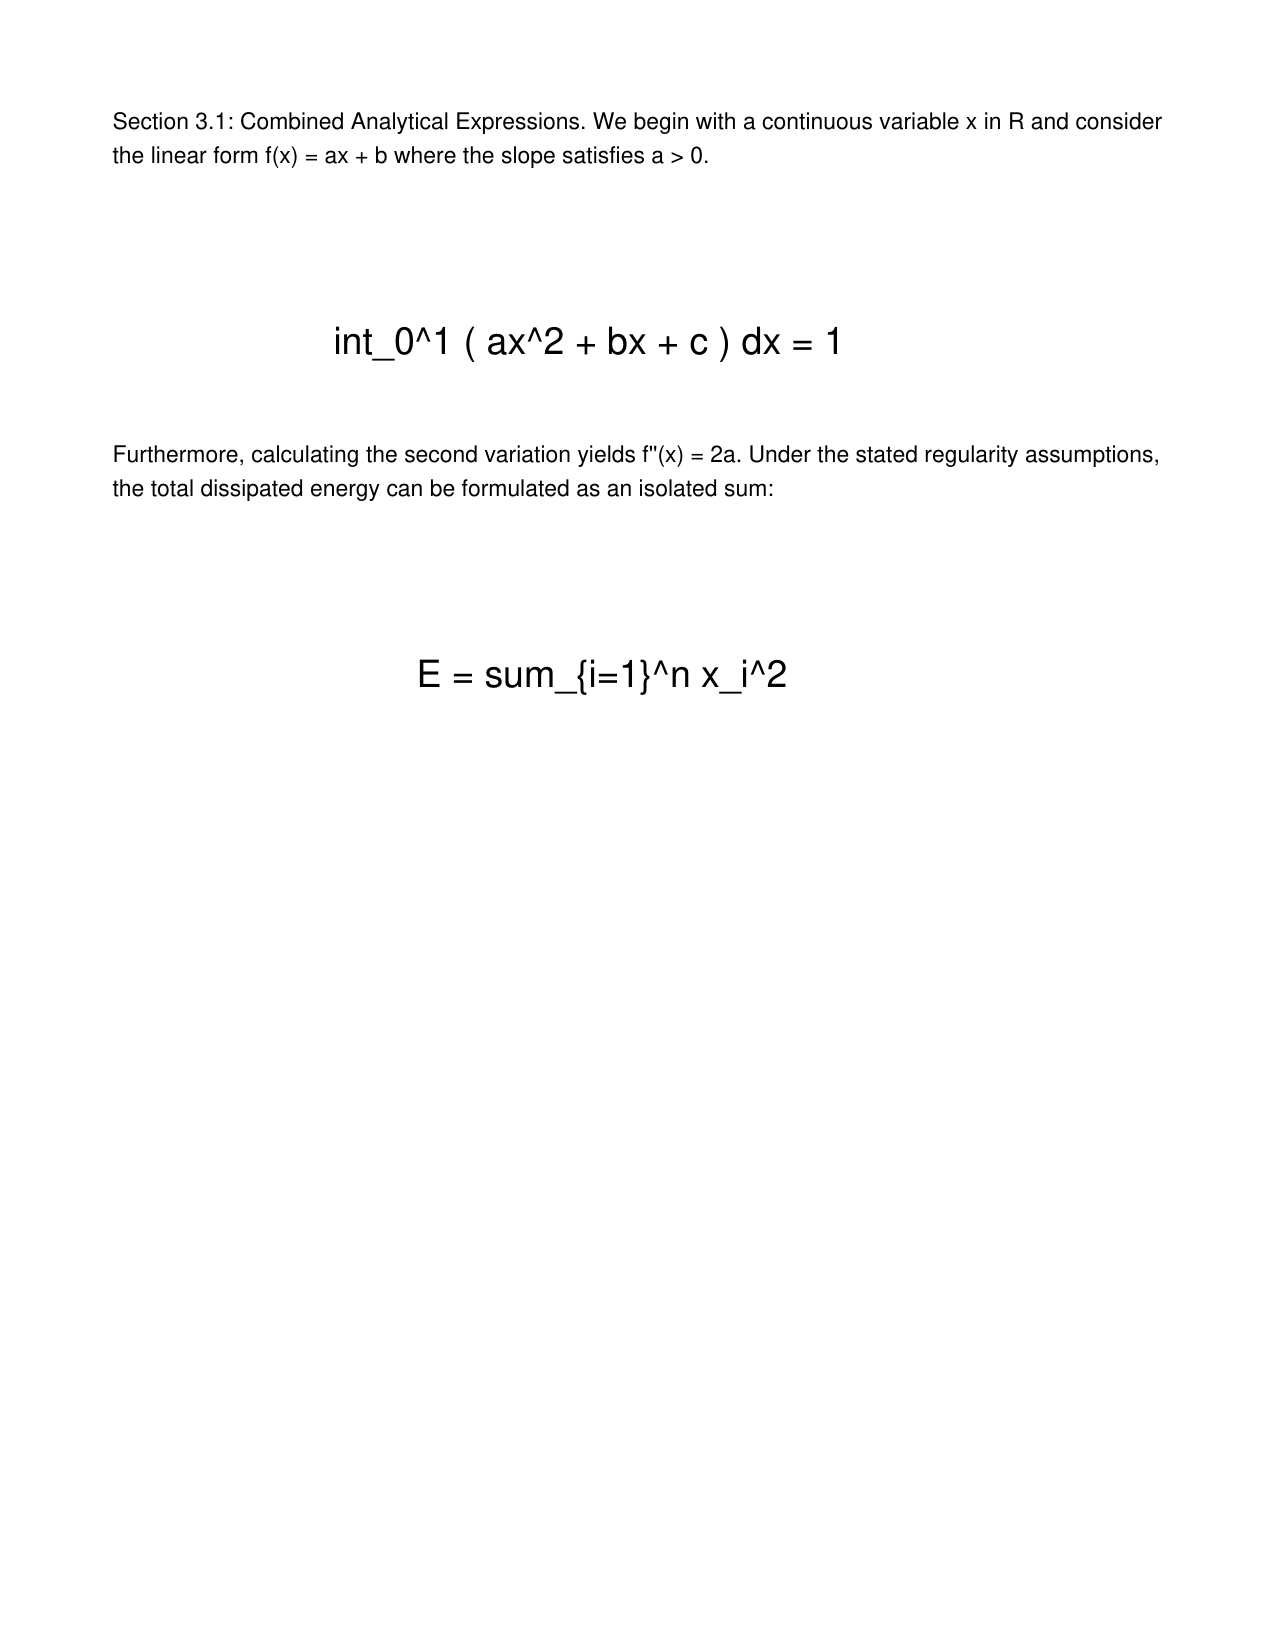 Section 3.1: Combined Analytical Expressions. We begin with a continuous variable x in R and consider
the linear form f(x) = ax + b where the slope satisfies a > 0.
int_0^1 ( ax^2 + bx + c ) dx = 1
Furthermore, calculating the second variation yields f''(x) = 2a. Under the stated regularity assumptions,
the total dissipated energy can be formulated as an isolated sum:
E = sum_{i=1}^n x_i^2